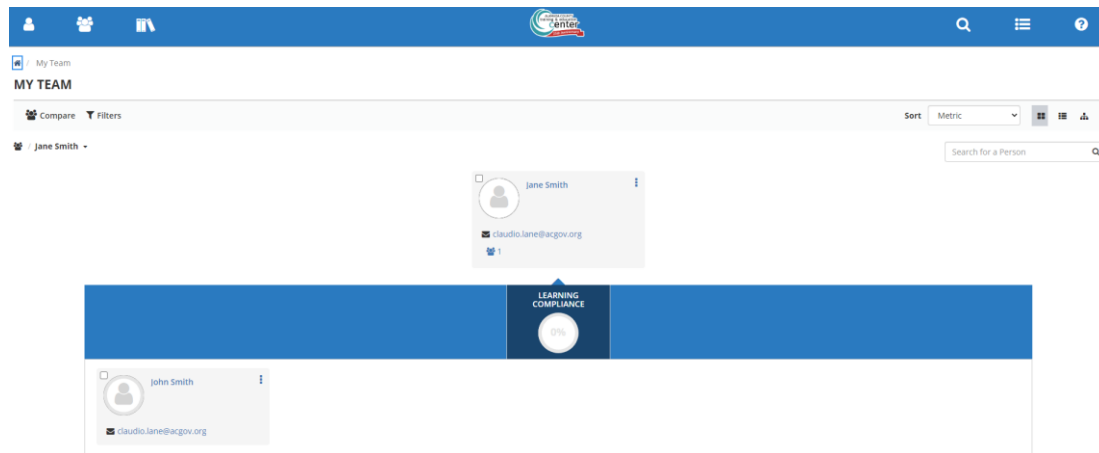 center
/ My Team
MY TEAM
Compare Filters Sort Metric
/ Jane Smith Search for a Person
Jane Smith
claudio.lane@acgov.org
1
LEARNING
COMPLIANCE
0%
John Smith
claudio.lane@acgov.org